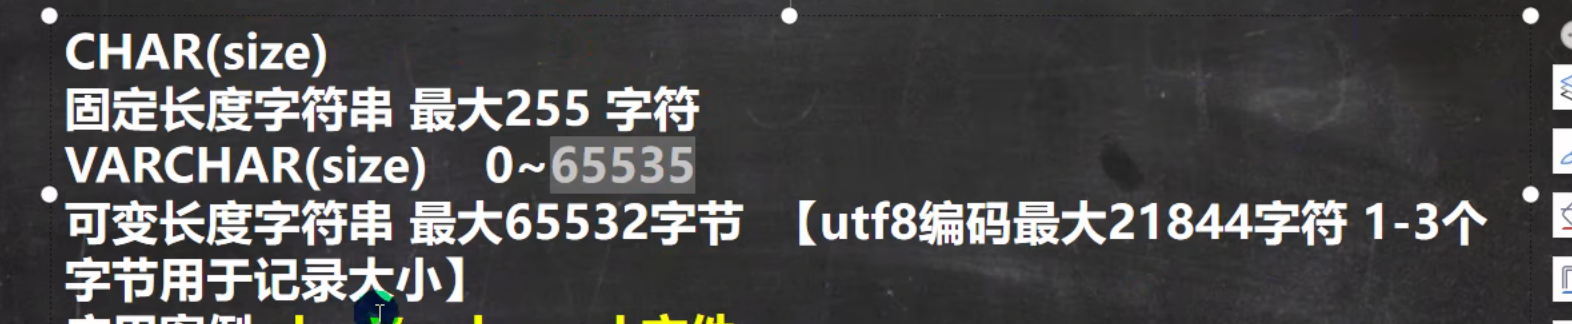 CHAR(size)
固定长度字符串 最大255 字符
VARCHAR(size) 0~65535
可变长度字符串 最大65532字节 【utf8编码最大21844字符 1-3个
字节用于记录大小】